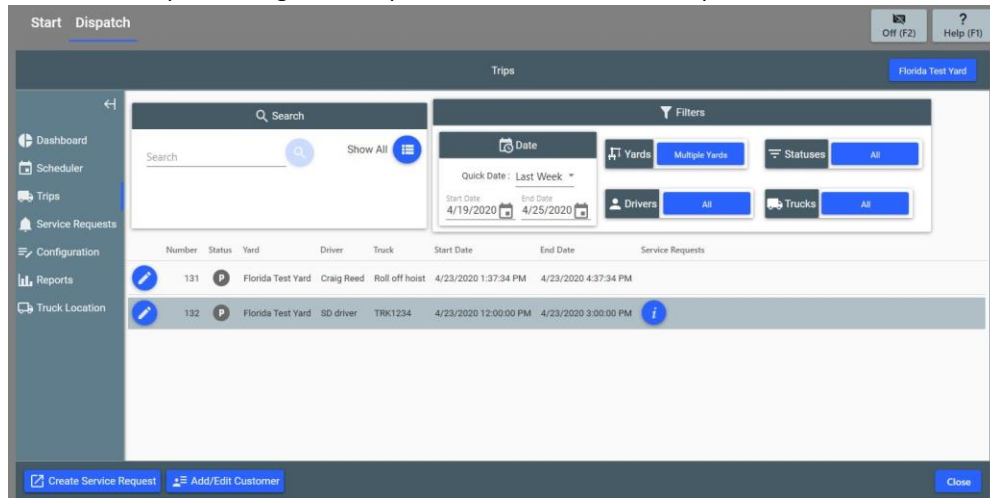 Start Dispatch
Off (F2)
?
Help (F1)
Trips
Florida Test Yard
Dashboard
Scheduler
Trips
Service Requests
Configuration
Reports
Truck Location
Search
Search
Show All
Filters
Date
Quick Date : Last Week
Start Date End Date
4/19/2020 4/25/2020
Yards Multiple Yards
Statuses All
Drivers All
Trucks All
Number Status Yard Driver Truck Start Date End Date Service Requests
131 P Florida Test Yard Craig Reed Roll off hoist 4/23/2020 1:37:34 PM 4/23/2020 4:37:34 PM
132 P Florida Test Yard SD driver TRK1234 4/23/2020 12:00:00 PM 4/23/2020 3:00:00 PM i
Create Service Request Add/Edit Customer Close